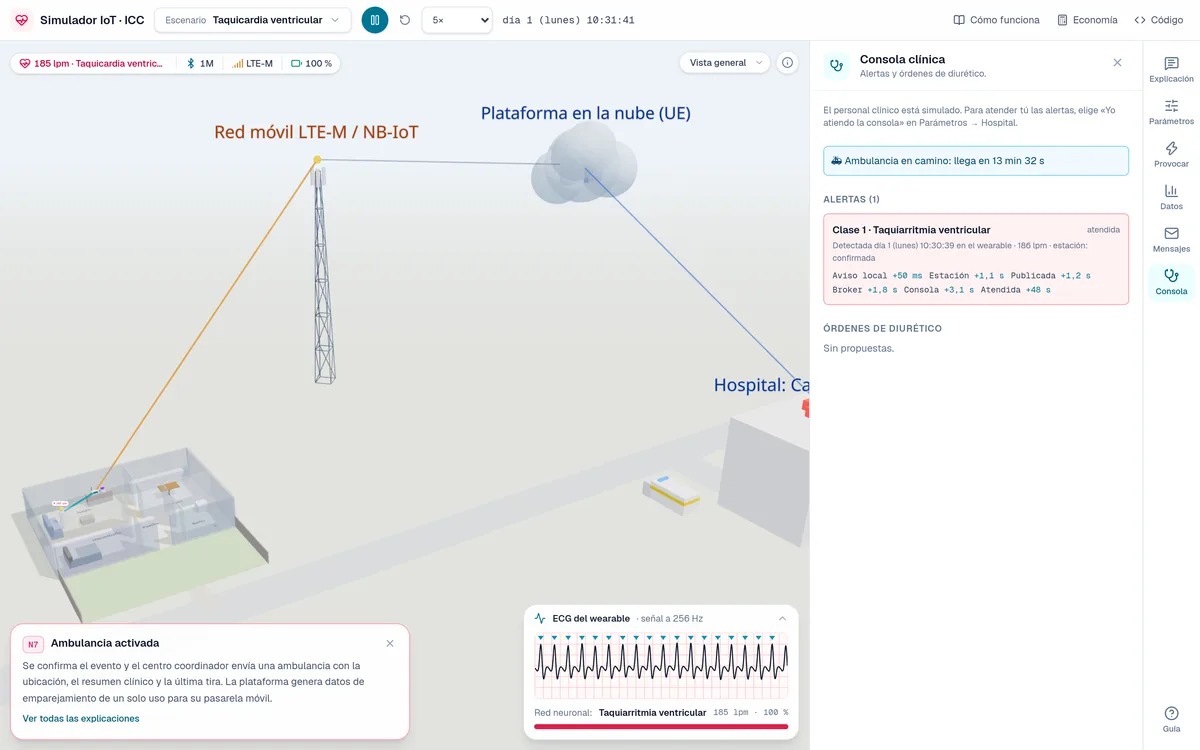 Simulador IoT · ICC
Escenario Taquicardia ventricular
5×
día 1 (lunes) 10:31:41
Cómo funciona
Economía
Código
185 lpm · Taquicardia ventric...
1M
LTE-M
100 %
Vista general
Red móvil LTE-M / NB-IoT
Plataforma en la nube (UE)
Hospital: Ca
N7 Ambulancia activada
Se confirma el evento y el centro coordinador envía una ambulancia con la
ubicación, el resumen clínico y la última tira. La plataforma genera datos de
emparejamiento de un solo uso para su pasarela móvil.
Ver todas las explicaciones
ECG del wearable · señal a 256 Hz
Red neuronal: Taquiarritmia ventricular 185 lpm · 100 %
Consola clínica
Alertas y órdenes de diurético.
El personal clínico está simulado. Para atender tú las alertas, elige «Yo
atiendo la consola» en Parámetros → Hospital.
Ambulancia en camino: llega en 13 min 32 s
ALERTAS (1)
Clase 1 · Taquiarritmia ventricular atendida
Detectada día 1 (lunes) 10:30:39 en el wearable · 186 lpm · estación:
confirmada
Aviso local +50 ms Estación +1,1 s Publicada +1,2 s
Broker +1,8 s Consola +3,1 s Atendida +48 s
ÓRDENES DE DIURÉTICO
Sin propuestas.
Explicación
Parámetros
Provocar
Datos
Mensajes
Consola
Guía